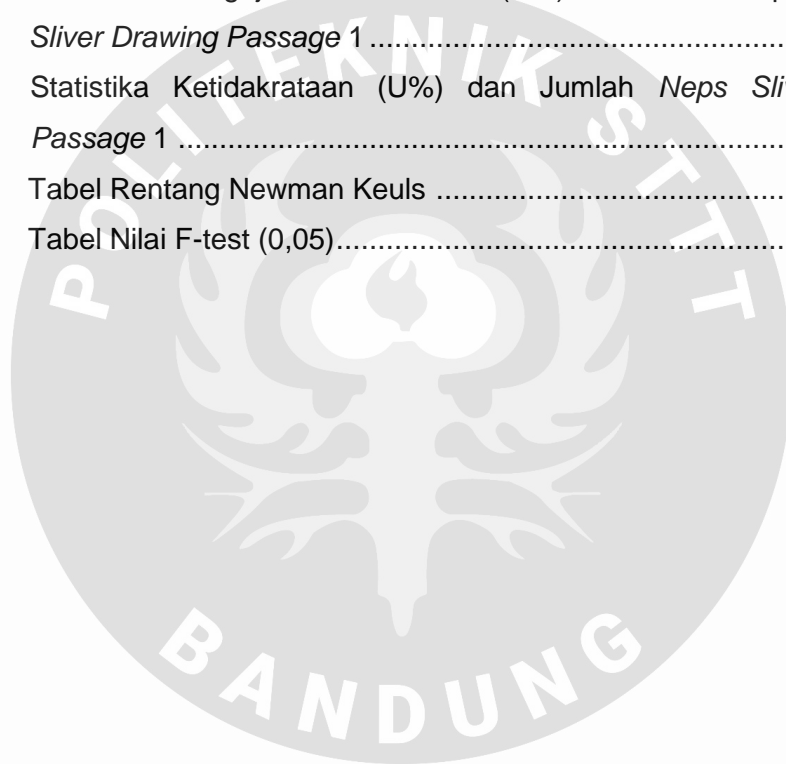 Sliver Drawing Passage 1 ....................................................
Statistika Ketidakrataan (U%) dan Jumlah Neps
Passage 1 ..............................................................................
Tabel Rentang Newman Keuls .............................................
Tabel Nilai F-test (0,05)..........................................................
POLITEKNIK STTT
BANDUNG